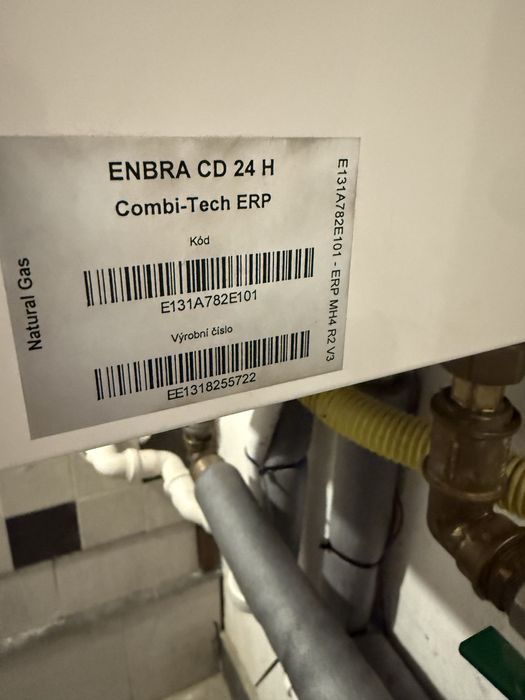 ENBRA CD 24 H
Combi-Tech ERP
Kód
E131A782E101
Výrobní číslo
EE1318255722
Natural Gas
E131A782E101 - ERP MH4 R2 V3